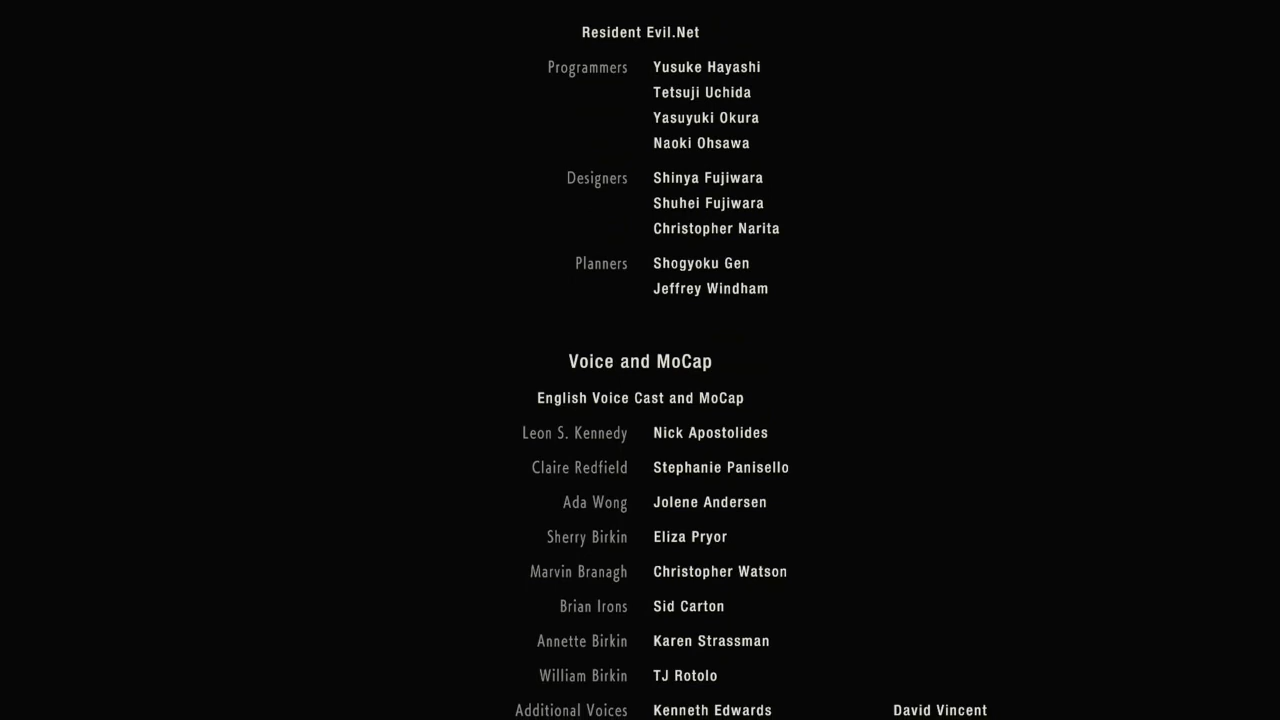 Resident Evil.Net
Programmers Yusuke Hayashi
Tetsuji Uchida
Yasuyuki Okura
Naoki Ohsawa
Designers Shinya Fujiwara
Shuhei Fujiwara
Christopher Narita
Planners Shogyoku Gen
Jeffrey Windham
Voice and MoCap
English Voice Cast and MoCap
Leon S. Kennedy Nick Apostolides
Claire Redfield Stephanie Panisello
Ada Wong Jolene Andersen
Sherry Birkin Eliza Pryor
Marvin Branagh Christopher Watson
Brian Irons Sid Carton
Annette Birkin Karen Strassman
William Birkin TJ Rotolo
Additional Voices Kenneth Edwards David Vincent